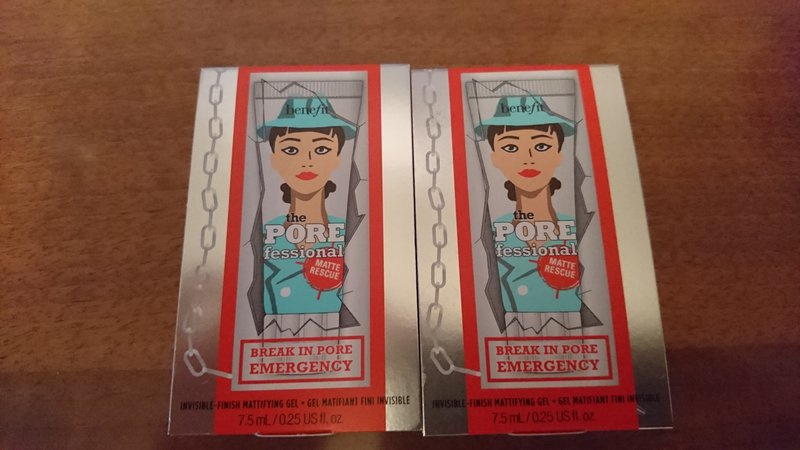 benefit
the
PORE
fessional
MATTE
RESCUE
BREAK IN PORE
EMERGENCY
INVISIBLE-FINISH MATTIFYING GEL • GEL MATIFIANT FINI INVISIBLE
7.5 mL / 0.25 US fl. oz.
benefit
the
PORE
fessional
MATTE
RESCUE
BREAK IN PORE
EMERGENCY
INVISIBLE-FINISH MATTIFYING GEL • GEL MATIFIANT FINI INVISIBLE
7.5 mL / 0.25 US fl. oz.